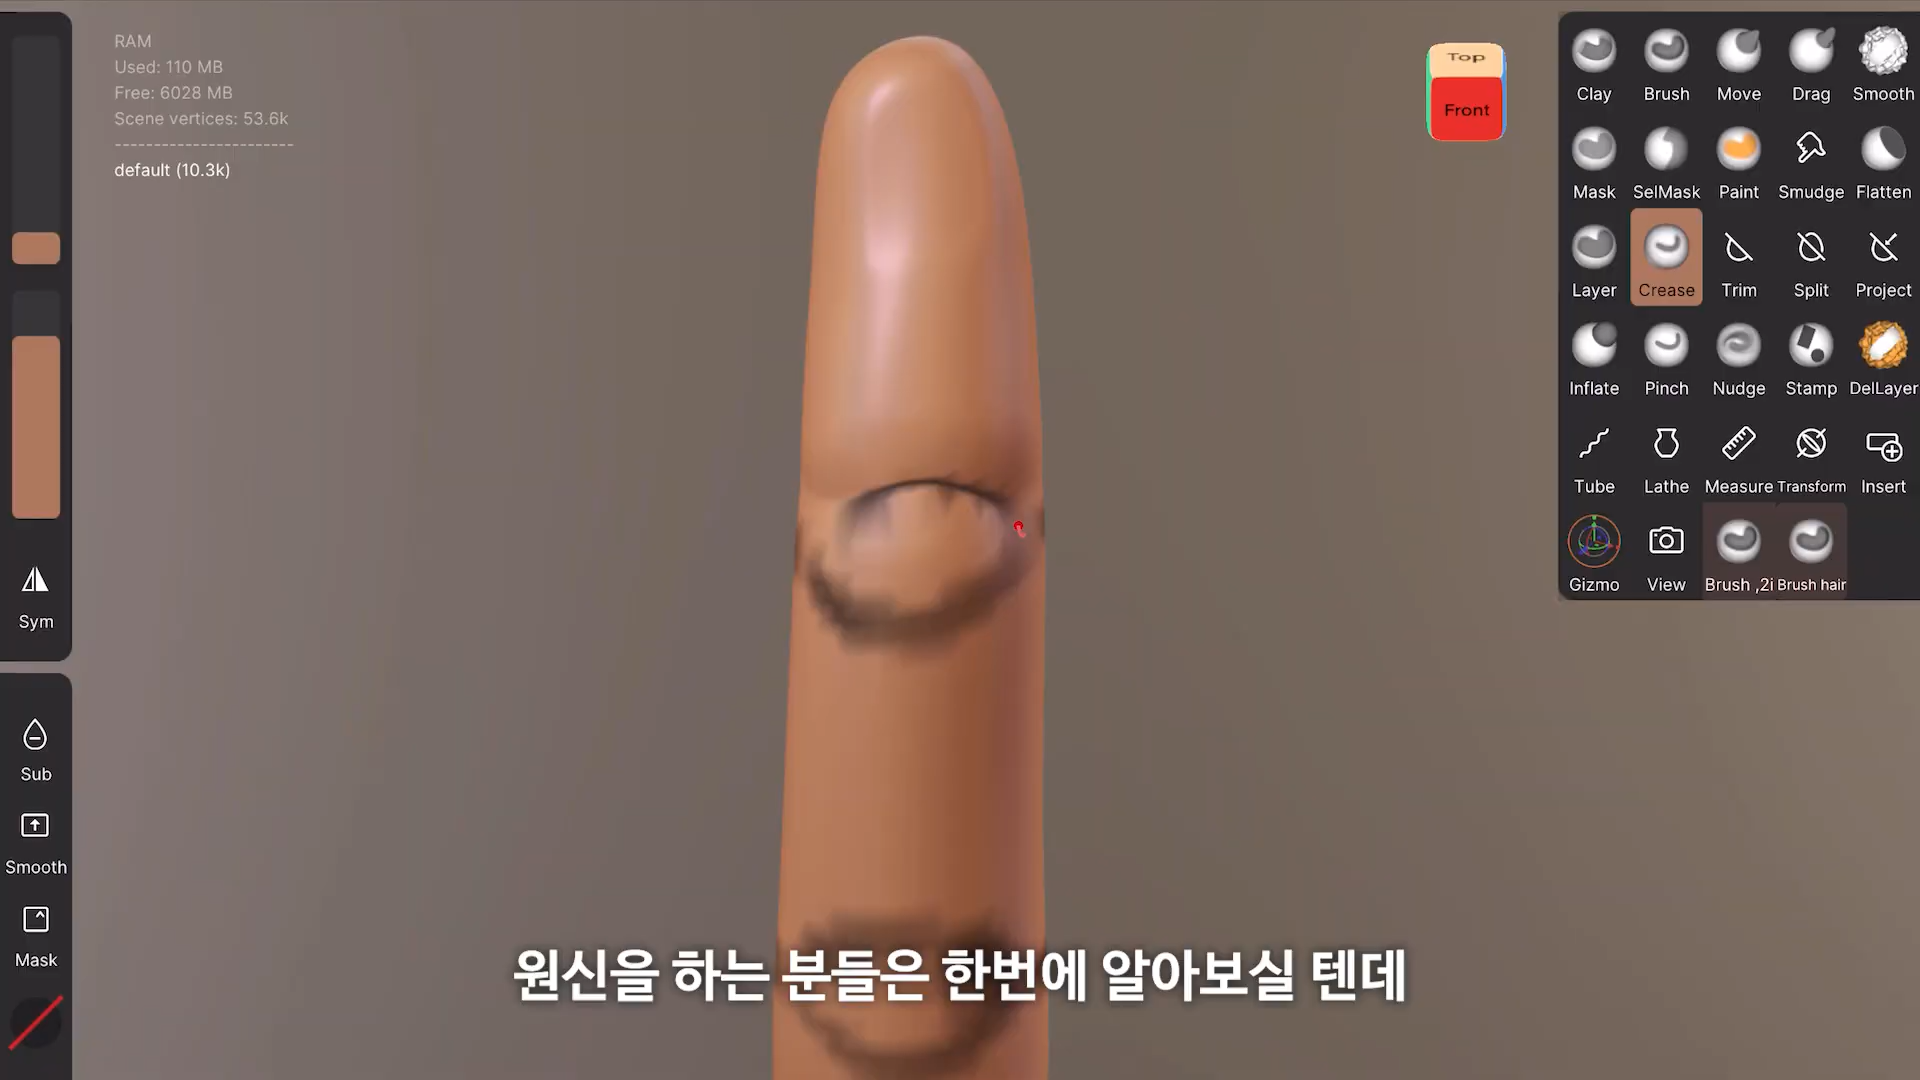 RAM
Used: 110 MB
Free: 6028 MB
Scene vertices: 53.6k
-----------------------
default (10.3k)
Top
Front
Clay Brush Move Drag Smooth
Mask SelMask Paint Smudge Flatten
Layer Crease Trim Split Project
Inflate Pinch Nudge Stamp DelLayer
Tube Lathe Measure Transform Insert
Gizmo View Brush ,2i Brush hair
Sym
Sub
Smooth
Mask
원신을 하는 분들은 한번에 알아보실 텐데